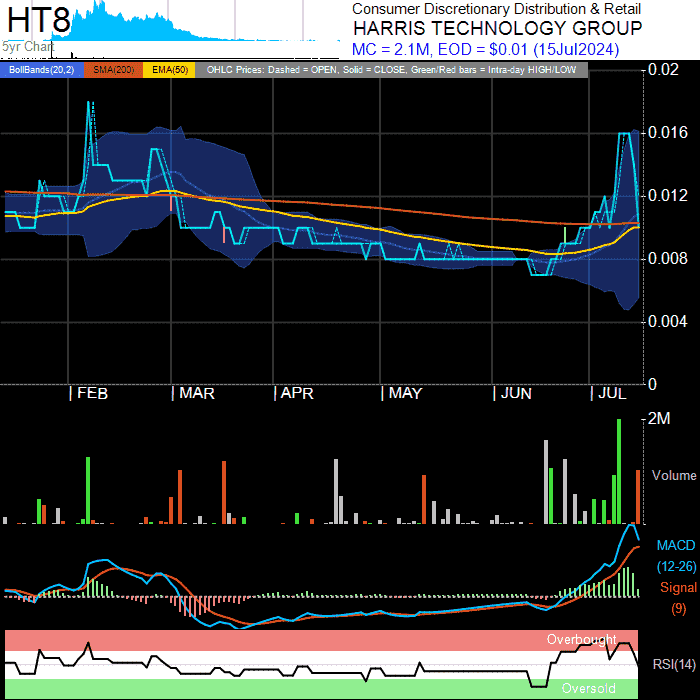 HT8
5yr Chart
Consumer Discretionary Distribution & Retail
HARRIS TECHNOLOGY GROUP
MC = 2.1M, EOD = $0.01 (15Jul2024)
BollBands(20,2) SMA(200) EMA(50) OHLC Prices: Dashed = OPEN, Solid = CLOSE, Green/Red bars = Intra-day HIGH/LOW
0.02
0.016
0.012
0.008
0.004
0
| FEB | MAR | APR | MAY | JUN | JUL
2M
Volume
MACD
(12-26)
Signal
(9)
Overbought
RSI(14)
Oversold